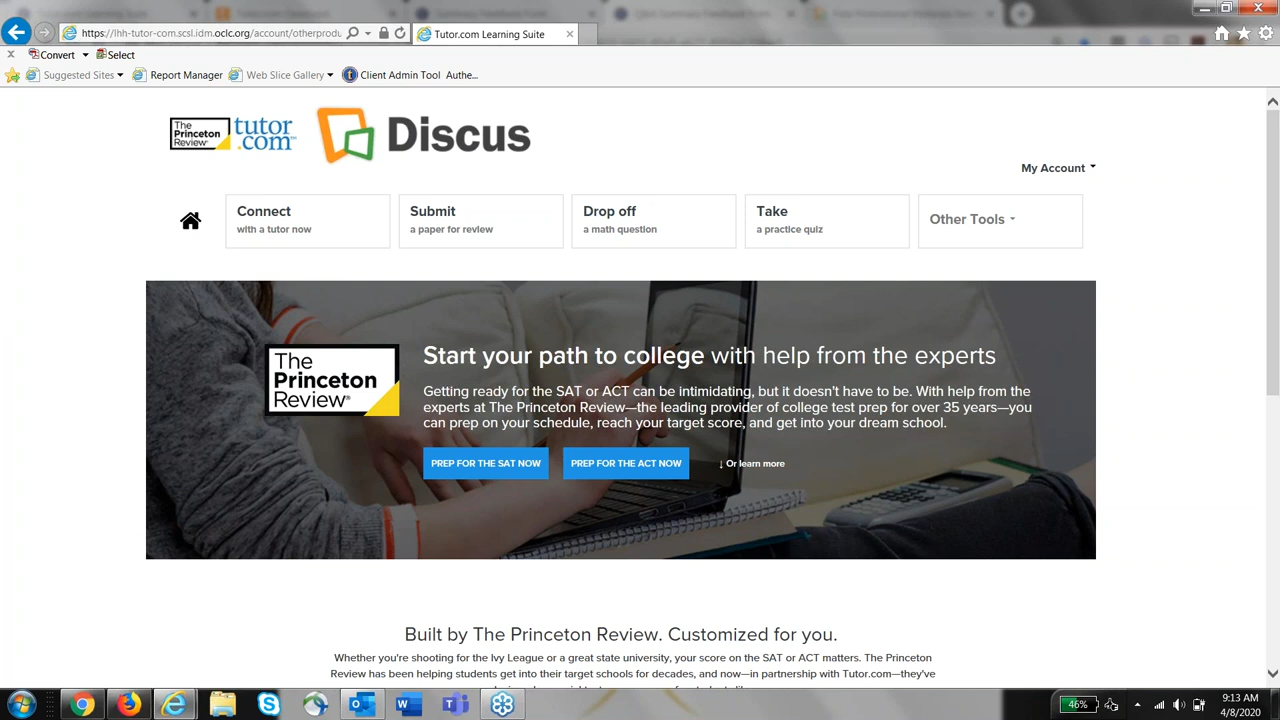 https://lhh-tutor-com.scsl.idm.oclc.org/account/otherprodu
Tutor.com Learning Suite
Convert
Select
Suggested Sites
Report Manager
Web Slice Gallery
Client Admin Tool Authe...
The Princeton Review
tutor.com
Discus
My Account
Connect
with a tutor now
Submit
a paper for review
Drop off
a math question
Take
a practice quiz
Other Tools
The
Princeton
Review®
Start your path to college with help from the experts
Getting ready for the SAT or ACT can be intimidating, but it doesn't have to be. With help from the
experts at The Princeton Review—the leading provider of college test prep for over 35 years—you
can prep on your schedule, reach your target score, and get into your dream school.
PREP FOR THE SAT NOW
PREP FOR THE ACT NOW
↓ Or learn more
Built by The Princeton Review. Customized for you.
Whether you're shooting for the Ivy League or a great state university, your score on the SAT or ACT matters. The Princeton
Review has been helping students get into their target schools for decades, and now—in partnership with Tutor.com—they've
46%
9:13 AM
4/8/2020